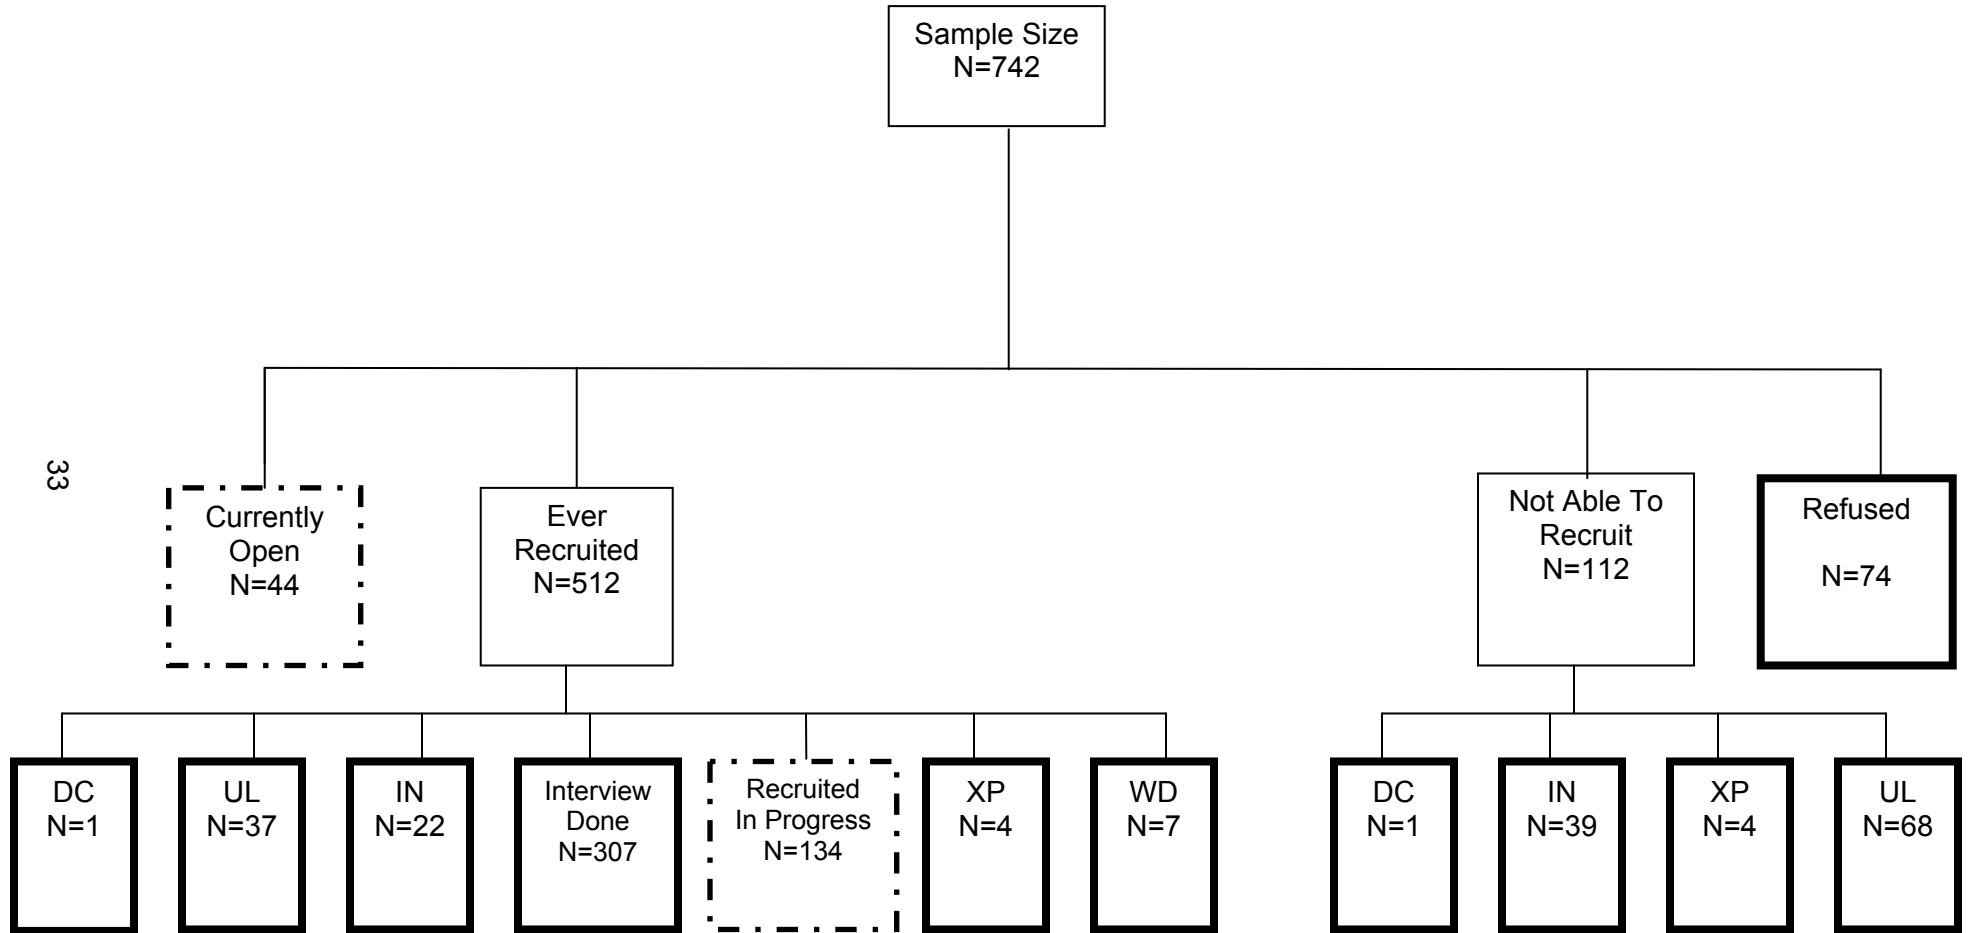 Sample Size
N=742
33
Currently
Open
N=44
Ever
Recruited
N=512
Not Able To
Recruit
N=112
Refused
N=74
DC
N=1
UL
N=37
IN
N=22
Interview
Done
N=307
Recruited
In Progress
N=134
XP
N=4
WD
N=7
DC
N=1
IN
N=39
XP
N=4
UL
N=68